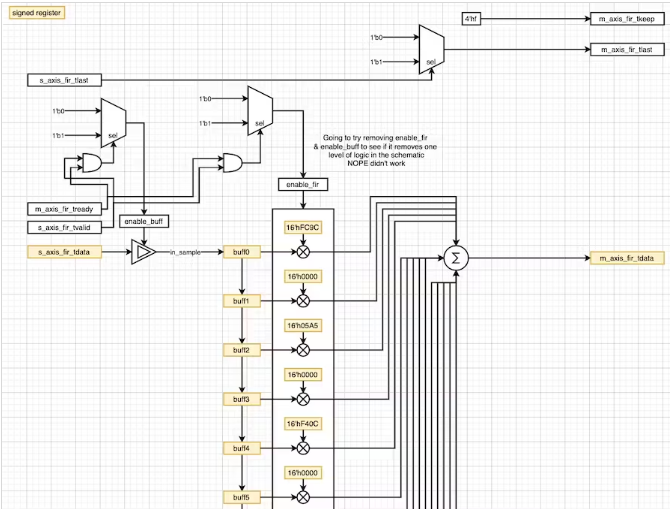 signed register
4'hf
m_axis_fir_tkeep
1'b0
1'b1
m_axis_fir_tlast
s_axis_fir_tlast
sel
1'b0
1'b1
sel
1'b0
1'b1
sel
Going to try removing enable_fir
& enable_buff to see if it removes one
level of logic in the schematic
NOPE didn't work
enable_fir
m_axis_fir_tready
s_axis_fir_tvalid
enable_buff
s_axis_fir_tdata
in_sample
buff0
16'hFC9C
Σ
m_axis_fir_tdata
16'h0000
buff1
16'h05A5
buff2
16'h0000
buff3
16'hF40C
buff4
16'h0000
buff5